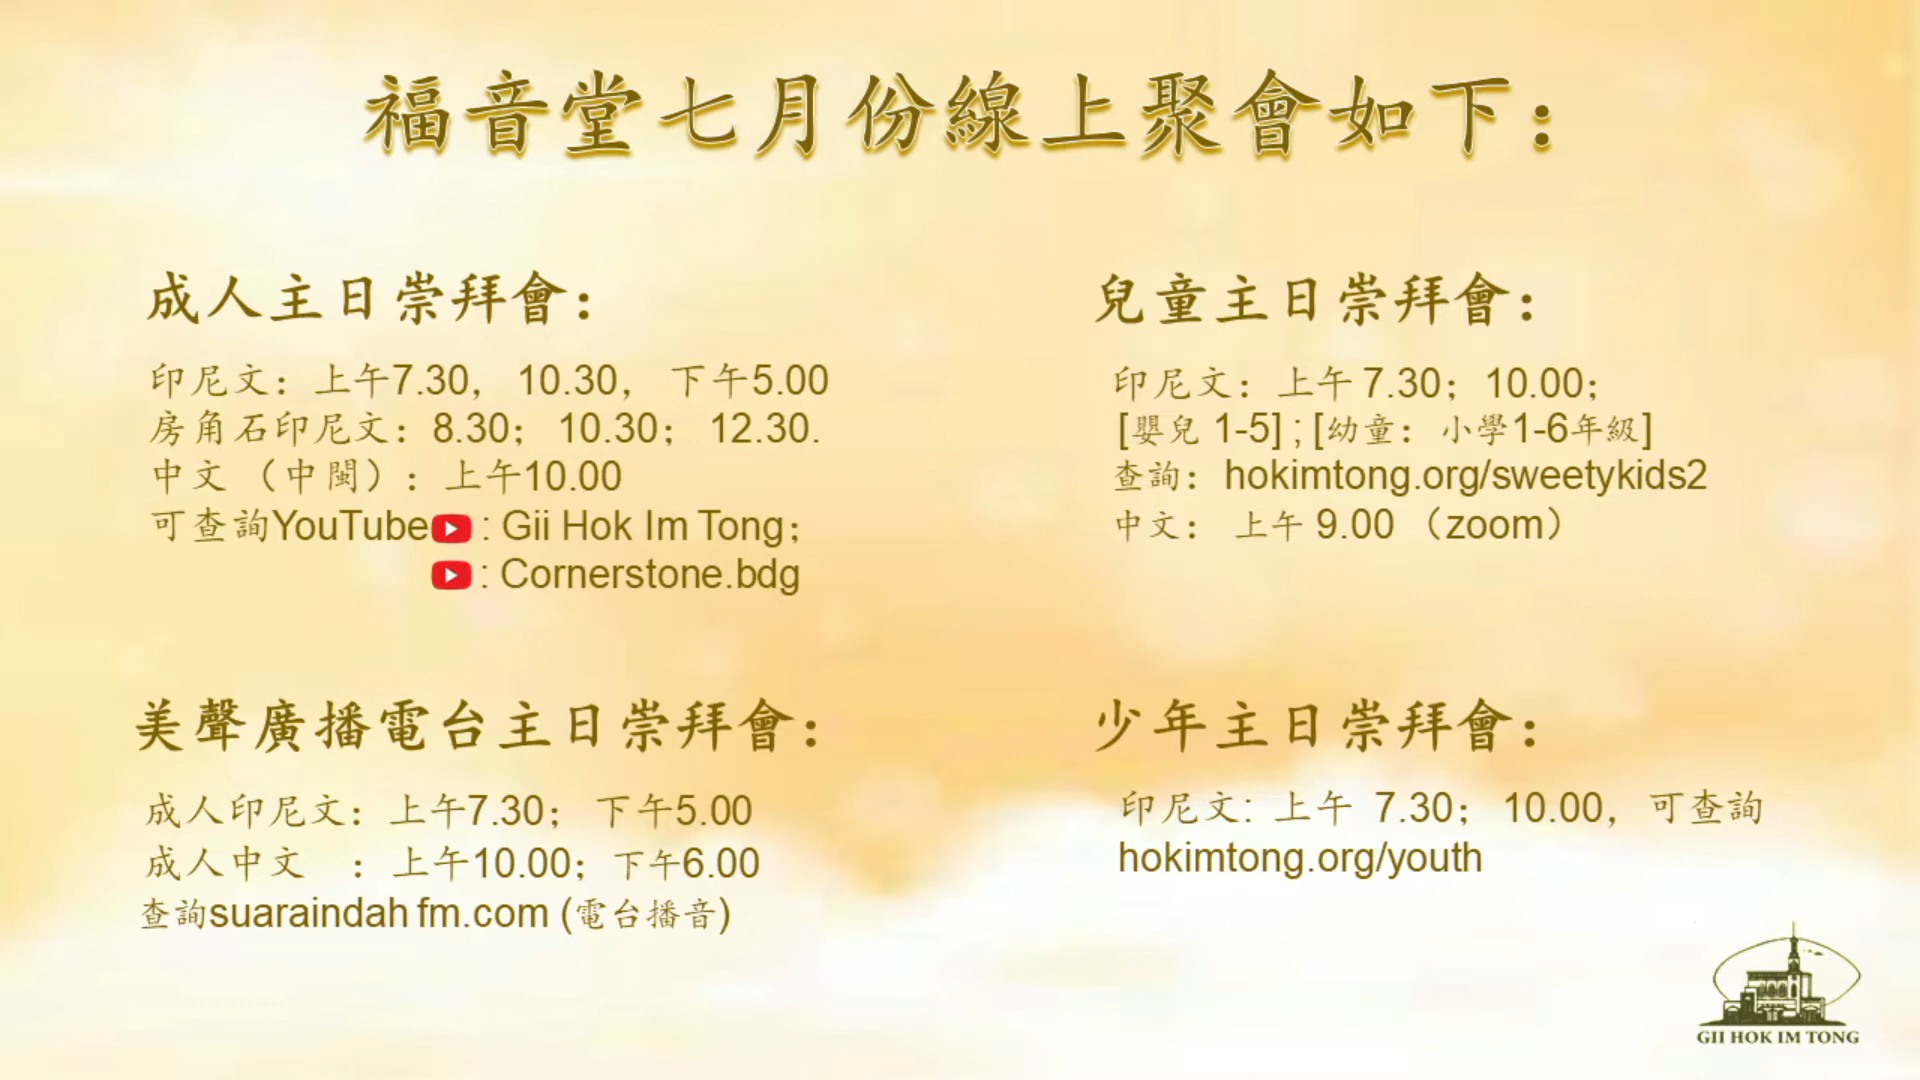 福音堂七月份線上聚會如下：
成人主日崇拜會：
印尼文：上午7.30，10.30，下午5.00
房角石印尼文：8.30；10.30；12.30.
中文（中閩）：上午10.00
可查詢YouTube : Gii Hok Im Tong；
: Cornerstone.bdg
兒童主日崇拜會：
印尼文：上午 7.30；10.00；
[嬰兒 1-5] ; [幼童：小學1-6年級]
查詢：hokimtong.org/sweetykids2
中文：上午 9.00 （zoom）
美聲廣播電台主日崇拜會：
成人印尼文：上午7.30；下午5.00
成人中文 ：上午10.00；下午6.00
查詢suaraindah fm.com (電台播音)
少年主日崇拜會：
印尼文: 上午 7.30；10.00，可查詢
hokimtong.org/youth
GII HOK IM TONG